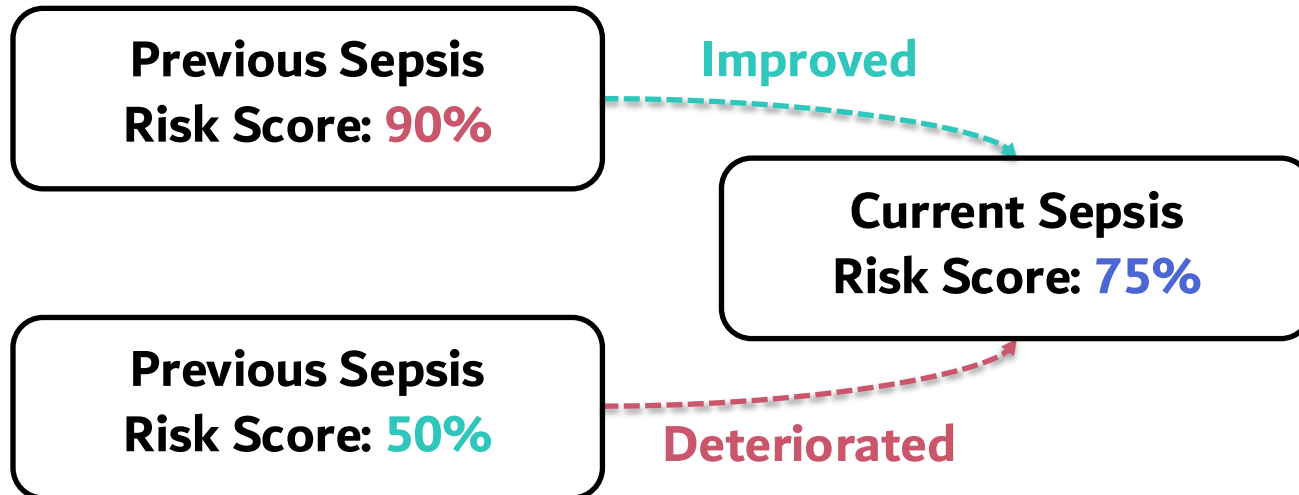 Previous Sepsis
Risk Score: 90%
Improved
Current Sepsis
Risk Score: 75%
Previous Sepsis
Risk Score: 50%
Deteriorated